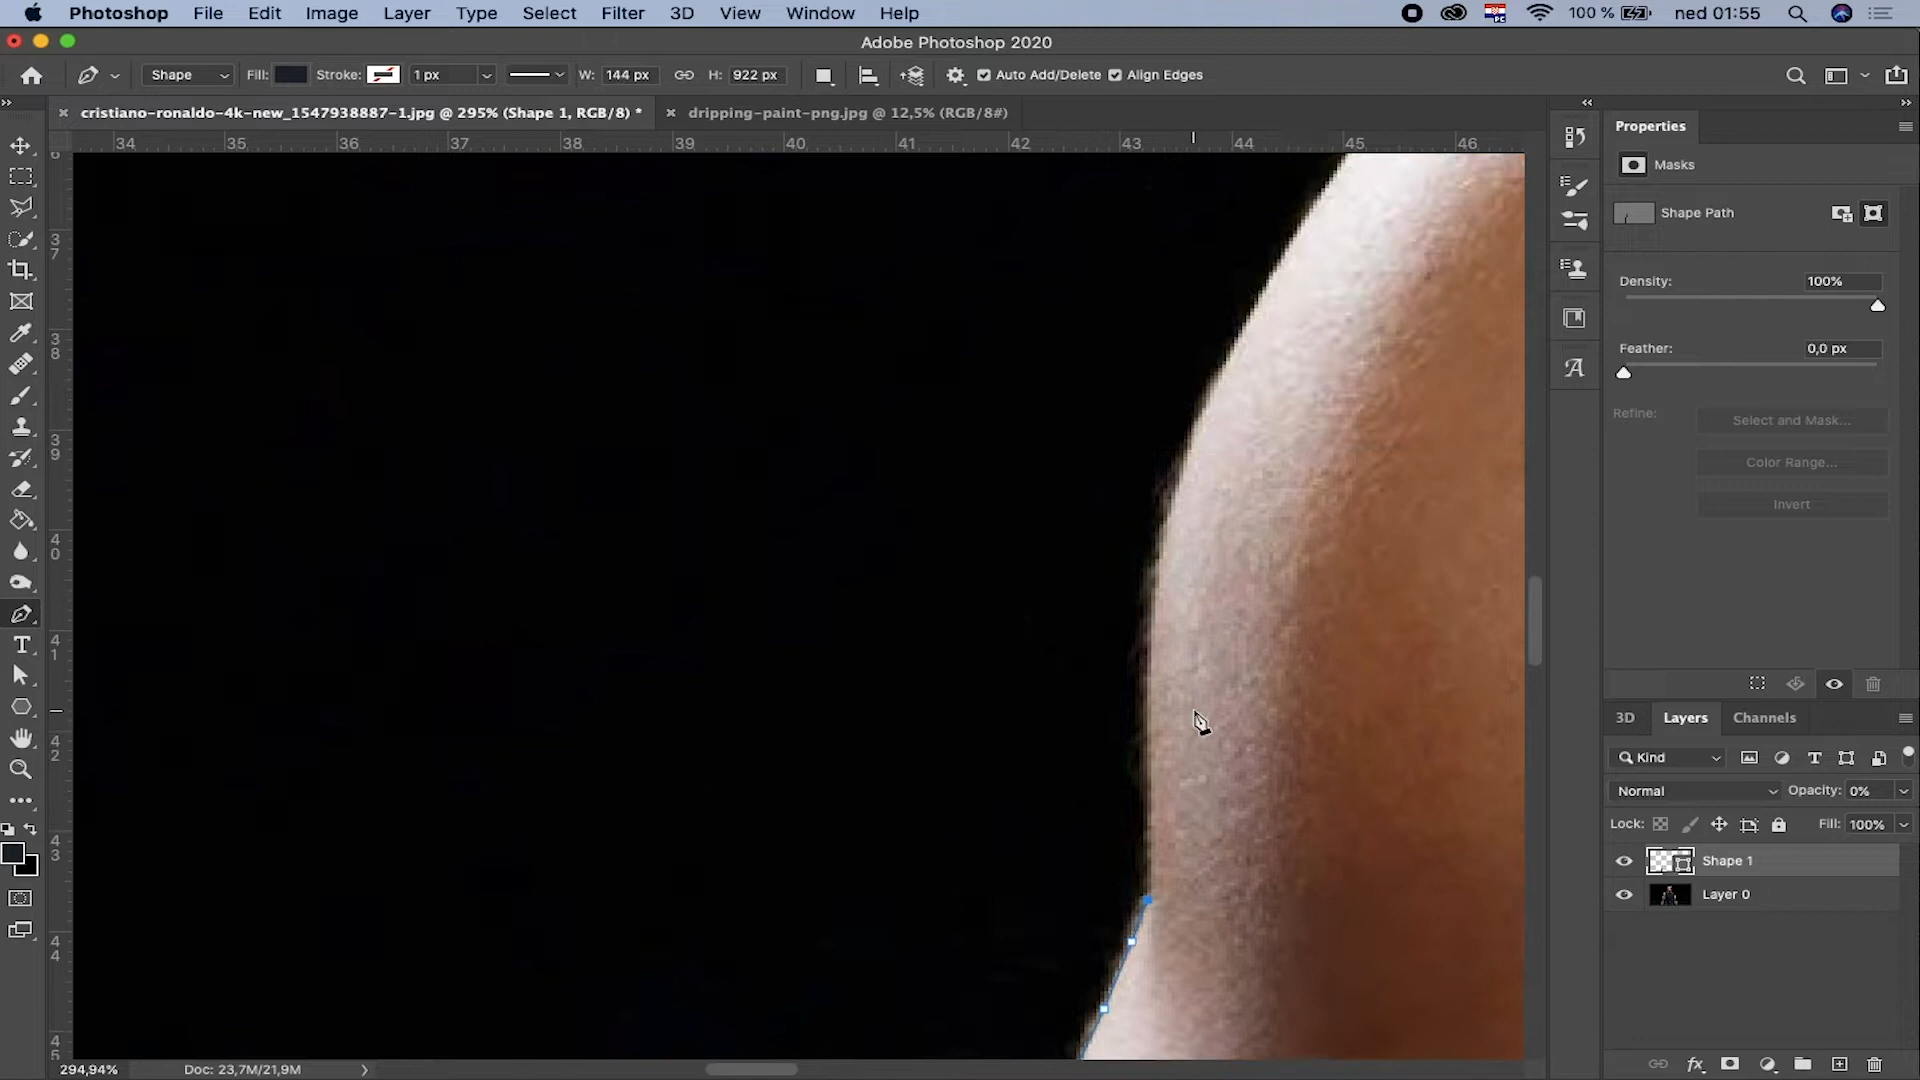 Photoshop File Edit Image Layer Type Select Filter 3D View Window Help 100 % ned 01:55
Adobe Photoshop 2020
Shape Fill: Stroke: 1 px W: 144 px H: 922 px Auto Add/Delete Align Edges
cristiano-ronaldo-4k-new_1547938887-1.jpg @ 295% (Shape 1, RGB/8) * dripping-paint-png.jpg @ 12,5% (RGB/8#)
34 35 36 37 38 39 40 41 42 43 44 45 46
37
38
39
40
41
42
43
44
45
Properties
Masks
Shape Path
Density: 100%
Feather: 0,0 px
Refine: Select and Mask...
Color Range...
Invert
3D Layers Channels
Kind
Normal Opacity: 0%
Lock: Fill: 100%
Shape 1
Layer 0
294,94% Doc: 23,7M/21,9M